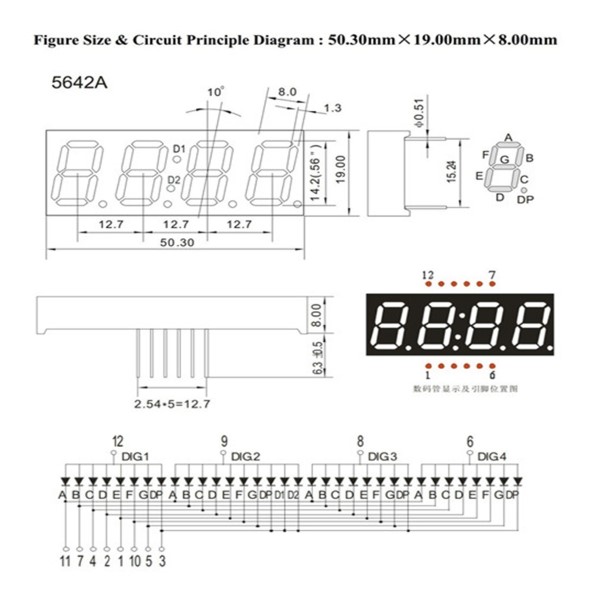 Figure Size & Circuit Principle Diagram : 50.30mm×19.00mm×8.00mm
5642A
10°
8.0
1.3
D1
D2
14.2(.56")
19.00
12.7
12.7
12.7
50.30
ϕ0.51
15.24
A
F
B
G
E
C
D
DP
8.00
6.3±0.5
2.54*5=12.7
12
7
1
6
数码管显示及引脚位置图
12 9 8 6
DIG1 DIG2 DIG3 DIG4
A B C D E F G DP A B C D E F G DP D1 D2 A B C D E F G DP A B C D E F G DP
11 7 4 2 1 10 5 3